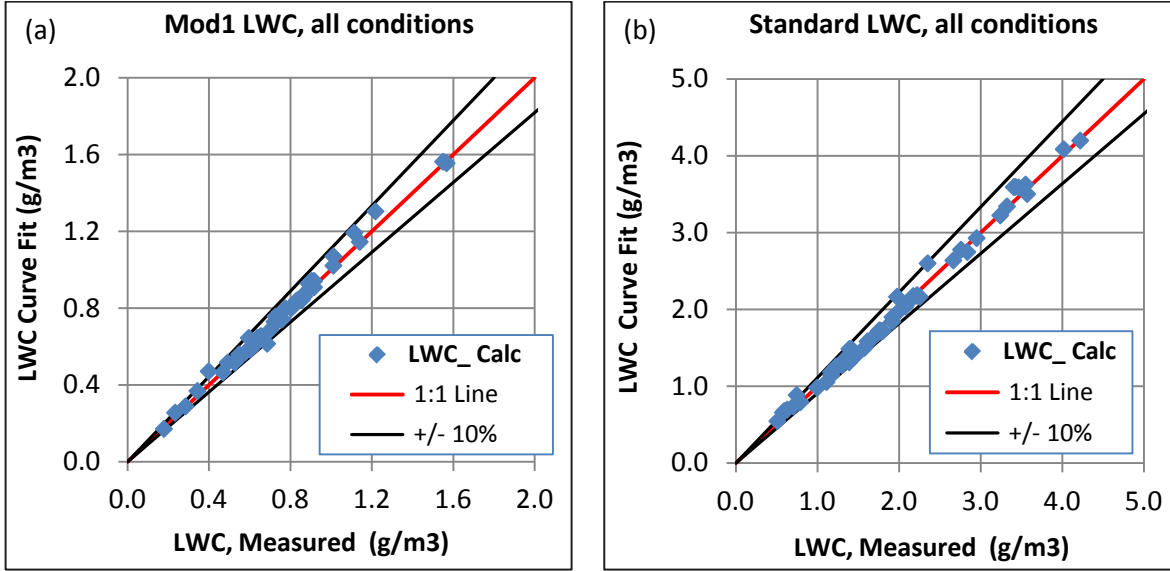 (a)
Mod1 LWC, all conditions
LWC Curve Fit (g/m3)
2.0
1.6
1.2
0.8
0.4
0.0
LWC_ Calc
1:1 Line
+/- 10%
0.0 0.4 0.8 1.2 1.6 2.0
LWC, Measured (g/m3)
(b)
Standard LWC, all conditions
LWC Curve Fit (g/m3)
5.0
4.0
3.0
2.0
1.0
0.0
LWC_ Calc
1:1 Line
+/- 10%
0.0 1.0 2.0 3.0 4.0 5.0
LWC, Measured (g/m3)